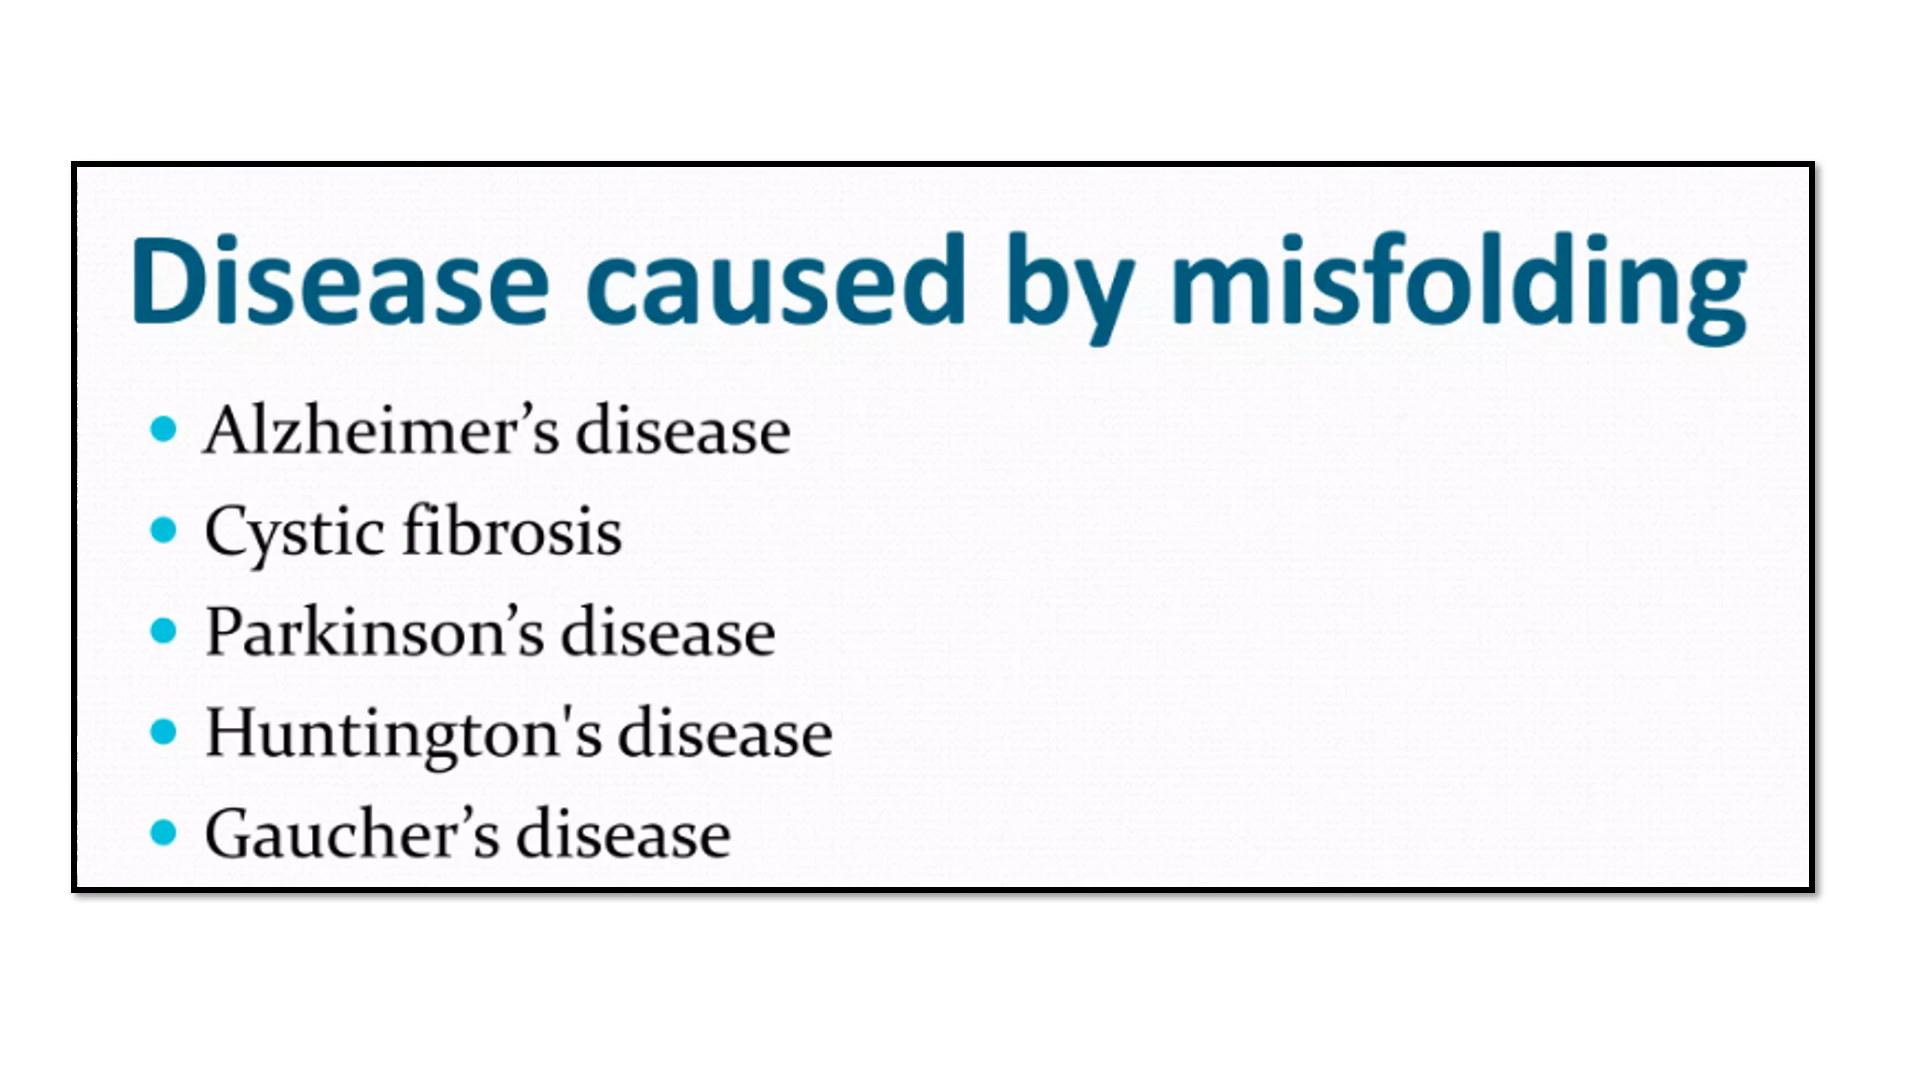 Disease caused by misfolding
• Alzheimer’s disease
• Cystic fibrosis
• Parkinson’s disease
• Huntington's disease
• Gaucher’s disease